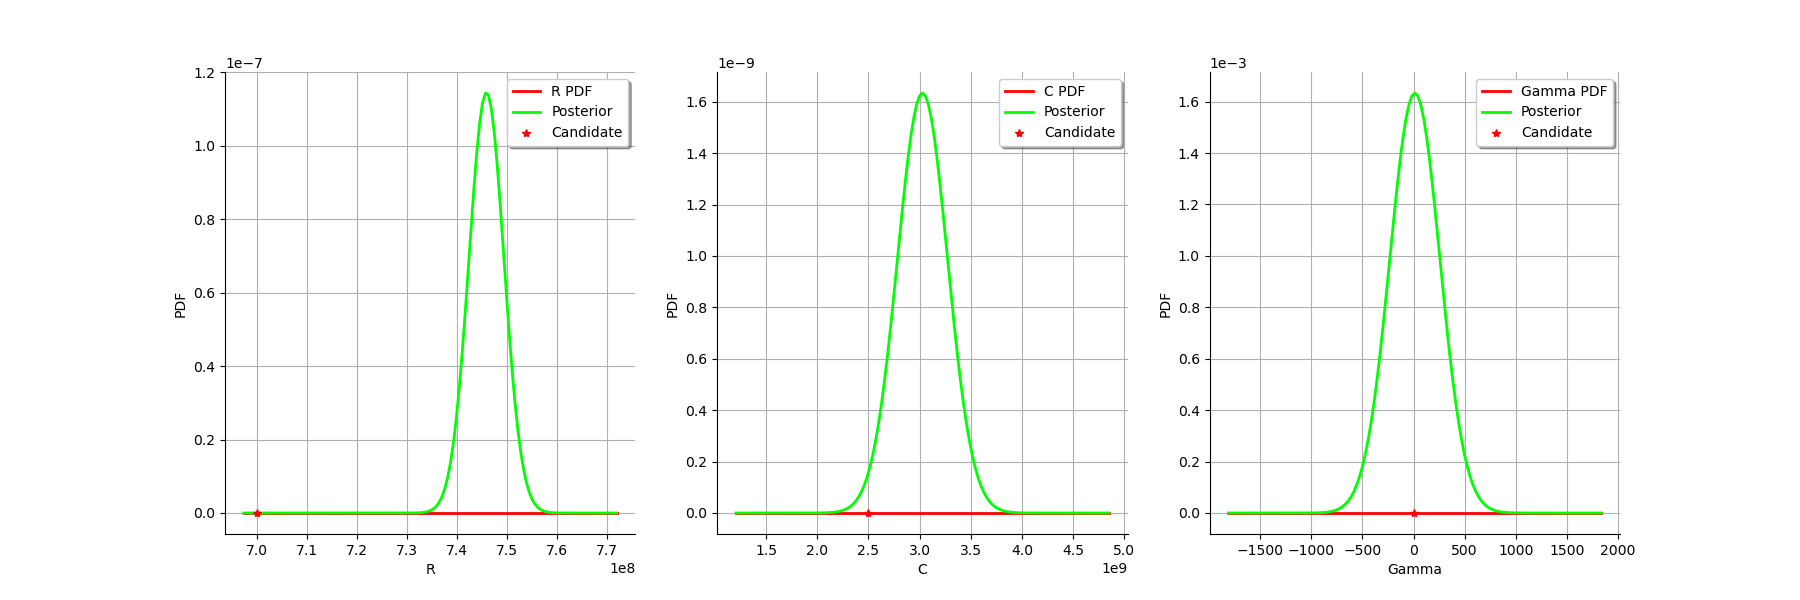 1e−7
1.2
1.0
0.8
0.6
0.4
0.2
0.0
PDF
7.0 7.1 7.2 7.3 7.4 7.5 7.6 7.7
1e8
R
R PDF
Posterior
Candidate
1e−9
1.6
1.4
1.2
1.0
0.8
0.6
0.4
0.2
0.0
PDF
1.5 2.0 2.5 3.0 3.5 4.0 4.5 5.0
1e9
C
C PDF
Posterior
Candidate
1e−3
1.6
1.4
1.2
1.0
0.8
0.6
0.4
0.2
0.0
PDF
−1500 −1000 −500 0 500 1000 1500 2000
Gamma
Gamma PDF
Posterior
Candidate